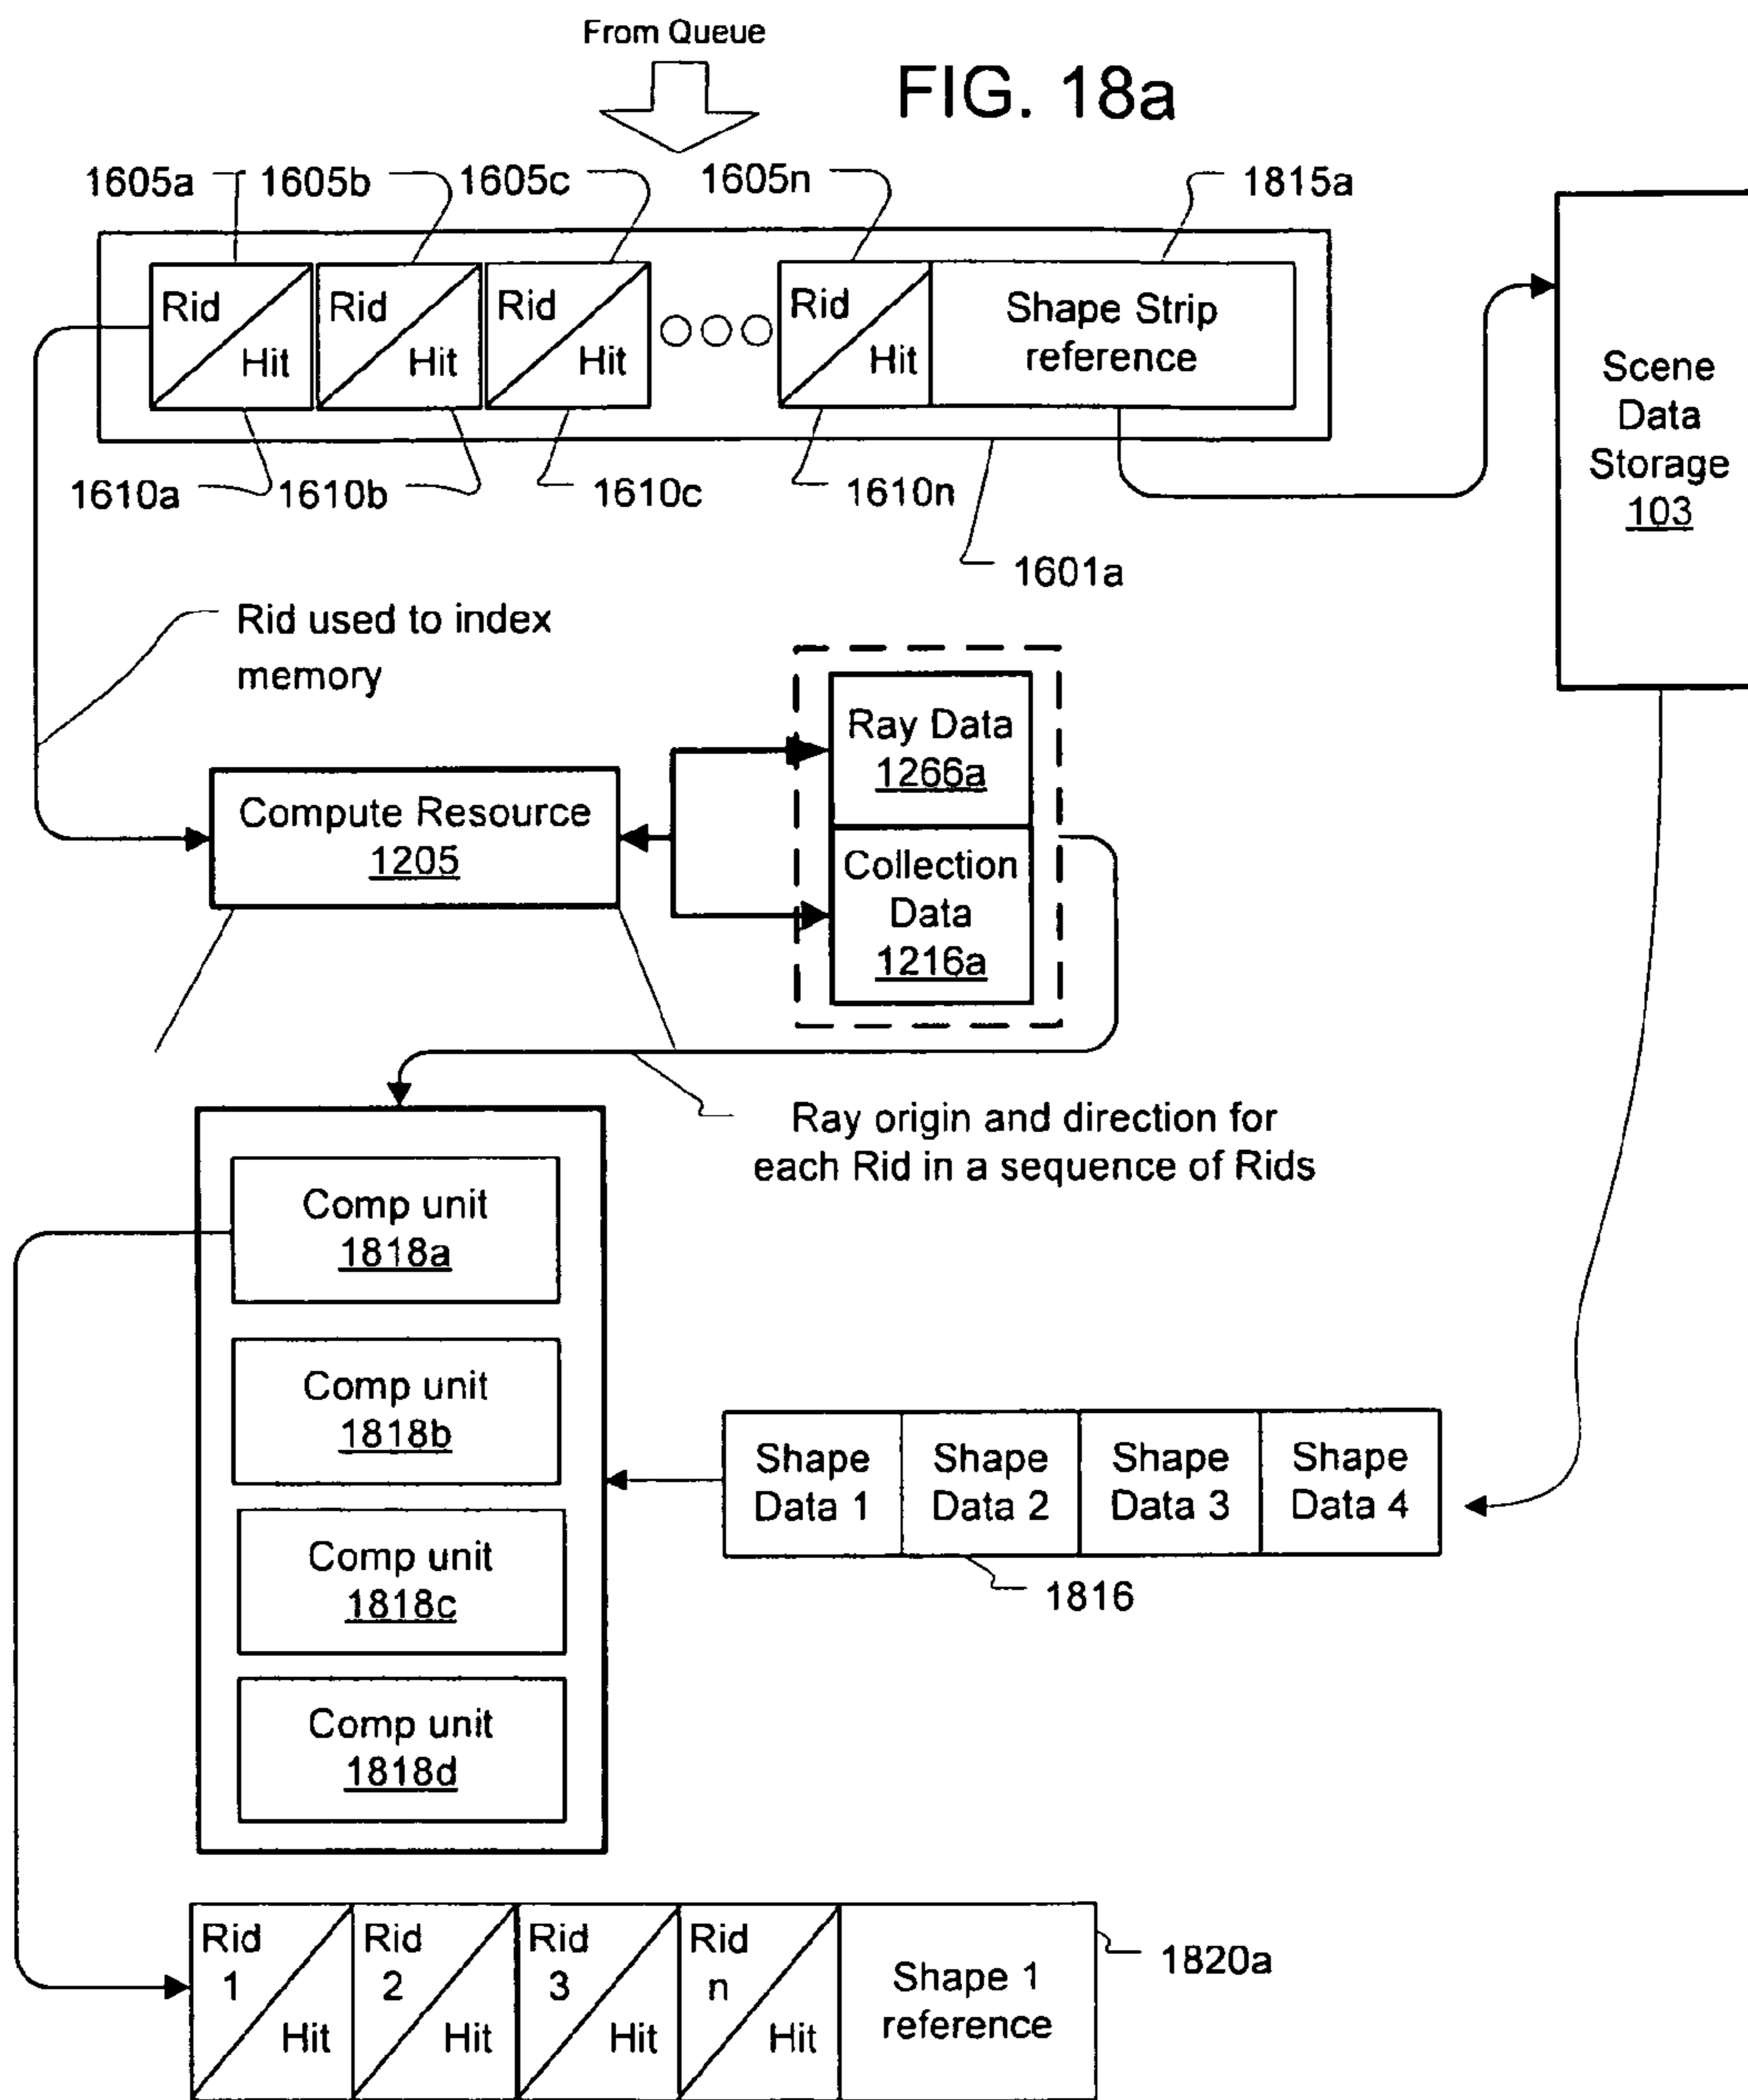 From Queue
FIG. 18a
1605a 1605b 1605c 1605n 1815a
Rid Hit Rid Hit Rid Hit Rid Hit
Shape Strip
reference
Scene
Data
Storage
103
1610a 1610b 1610c 1610n
1601a
Rid used to index
memory
Ray Data
1266a
Compute Resource
1205
Collection
Data
1216a
Ray origin and direction for
each Rid in a sequence of Rids
Comp unit
1818a
Comp unit
1818b
Comp unit
1818c
Comp unit
1818d
Shape
Data 1
Shape
Data 2
Shape
Data 3
Shape
Data 4
1816
Rid
1
Hit
Rid
2
Hit
Rid
3
Hit
Rid
n
Hit
Shape 1
reference
1820a